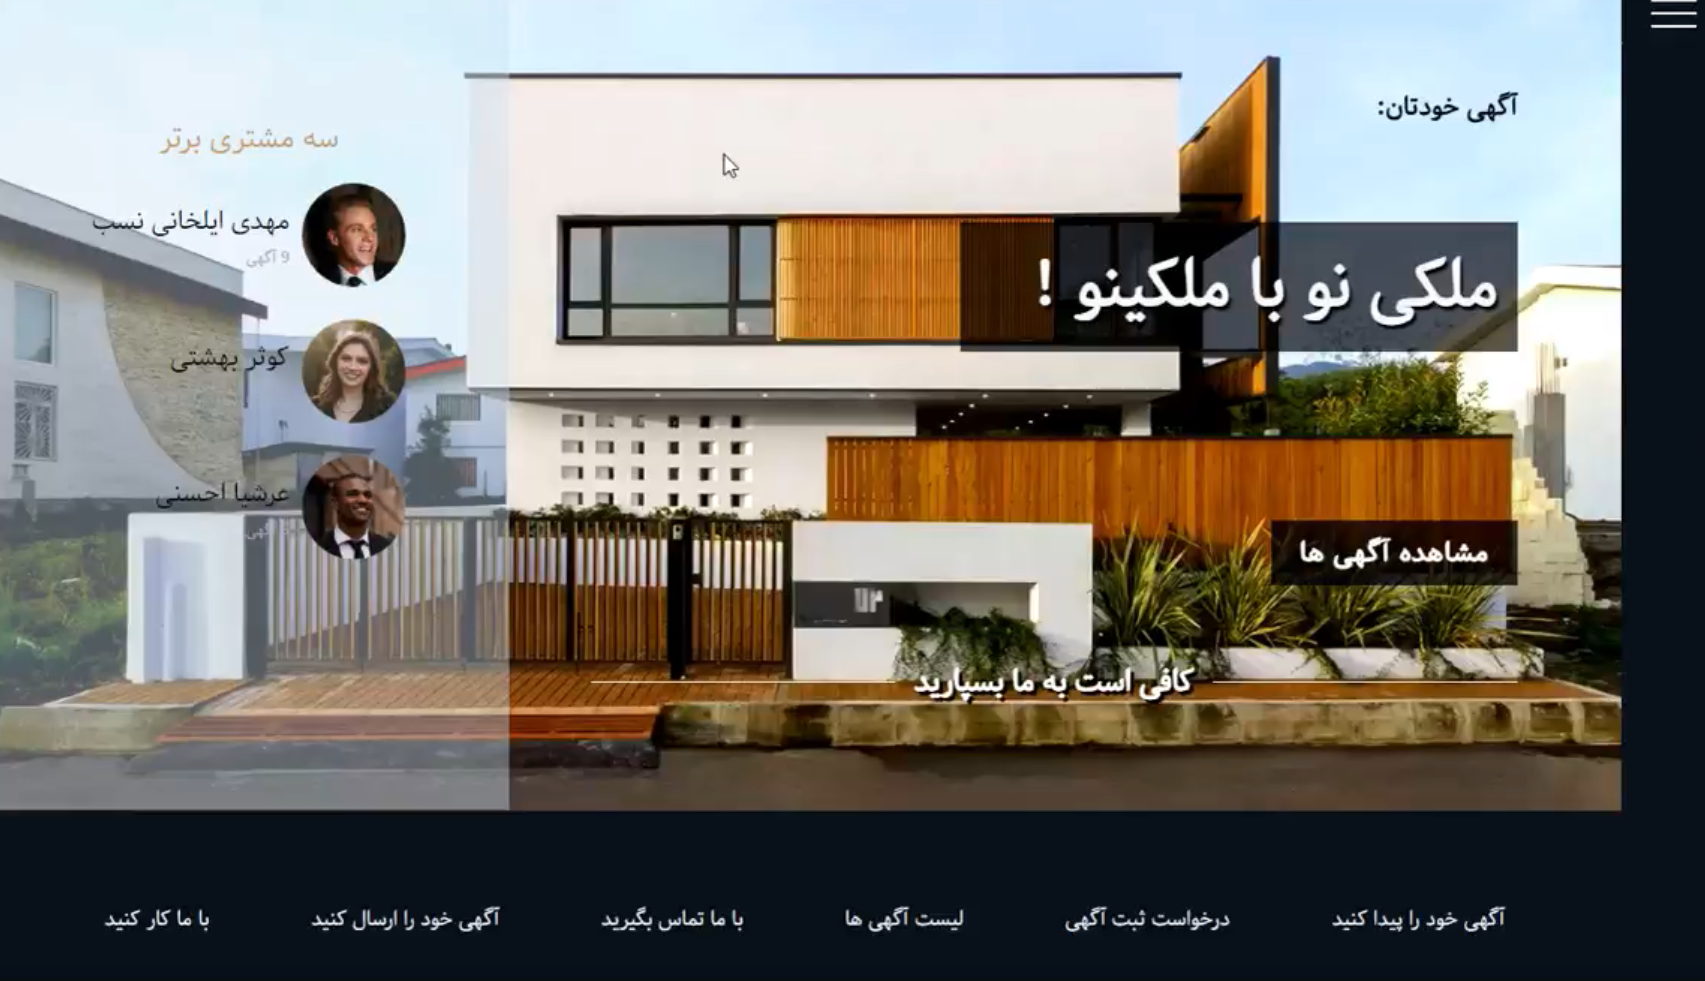 آگهی خودتان:
ملکی نو با ملکینو !
مشاهده آگهی ها
کافی است به ما بسپارید
سه مشتری برتر
مهدی ایلخانی نسب
9 آگهی
کوثر بهشتی
عرشیا احسنی
آگهی
آگهی خود را پیدا کنید
درخواست ثبت آگهی
لیست آگهی ها
با ما تماس بگیرید
آگهی خود را ارسال کنید
با ما کار کنید